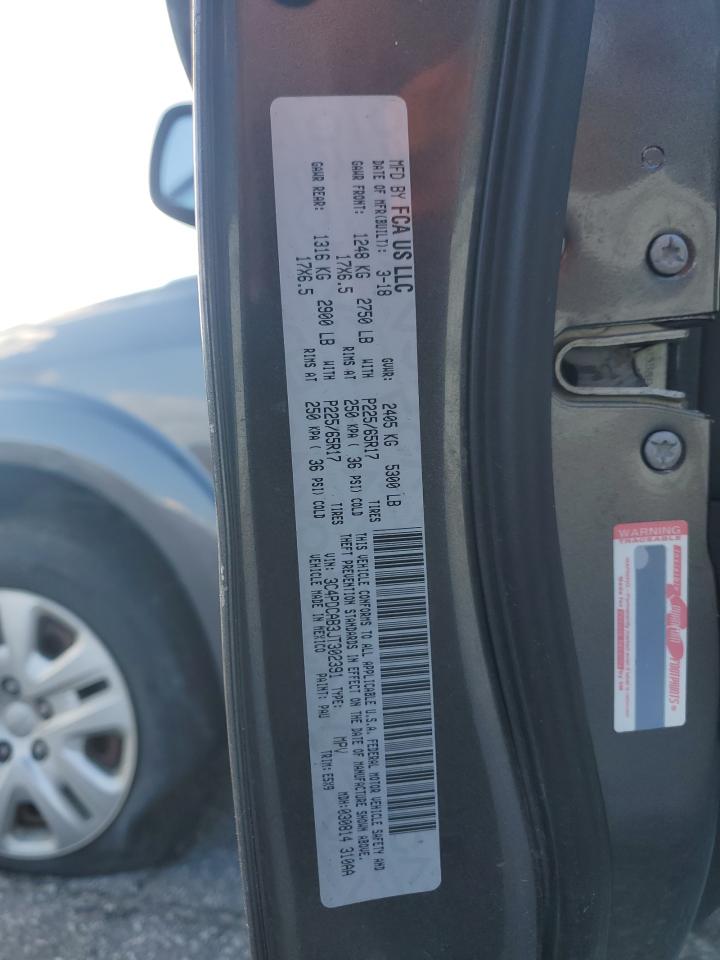 MFD BY FCA US LLC
DATE OF MFR(BUILT): 3-18 GVWR: 2405 KG 5300 LB
GAWR FRONT: 1248 KG 2750 LB WITH P225/65R17 TIRES
17X6.5 RIMS AT 250 KPA ( 36 PSI) COLD
GAWR REAR: 1316 KG 2900 LB WITH P225/65R17 TIRES
17X6.5 RIMS AT 250 KPA ( 36 PSI) COLD
THIS VEHICLE CONFORMS TO ALL APPLICABLE U.S.A. FEDERAL MOTOR VEHICLE SAFETY AND
THEFT PREVENTION STANDARDS IN EFFECT ON THE DATE OF MANUFACTURE SHOWN ABOVE.
VIN: 3C4PDCAB3JT302391 TYPE: MPV MDH:030814 310AA
VEHICLE MADE IN MEXICO PAINT: PAU TRIM: E5X9
WARNING
TRACEABLE